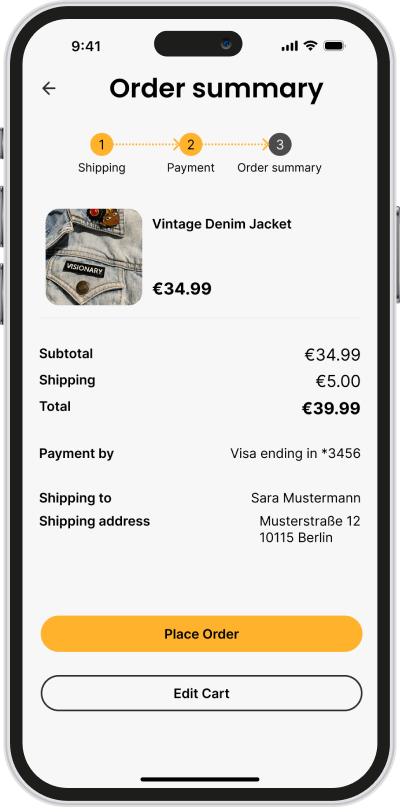 9:41
Order summary
1 2 3
Shipping Payment Order summary
Vintage Denim Jacket
VISIONARY
€34.99
Subtotal €34.99
Shipping €5.00
Total €39.99
Payment by Visa ending in *3456
Shipping to Sara Mustermann
Shipping address Musterstraße 12
10115 Berlin
Place Order
Edit Cart